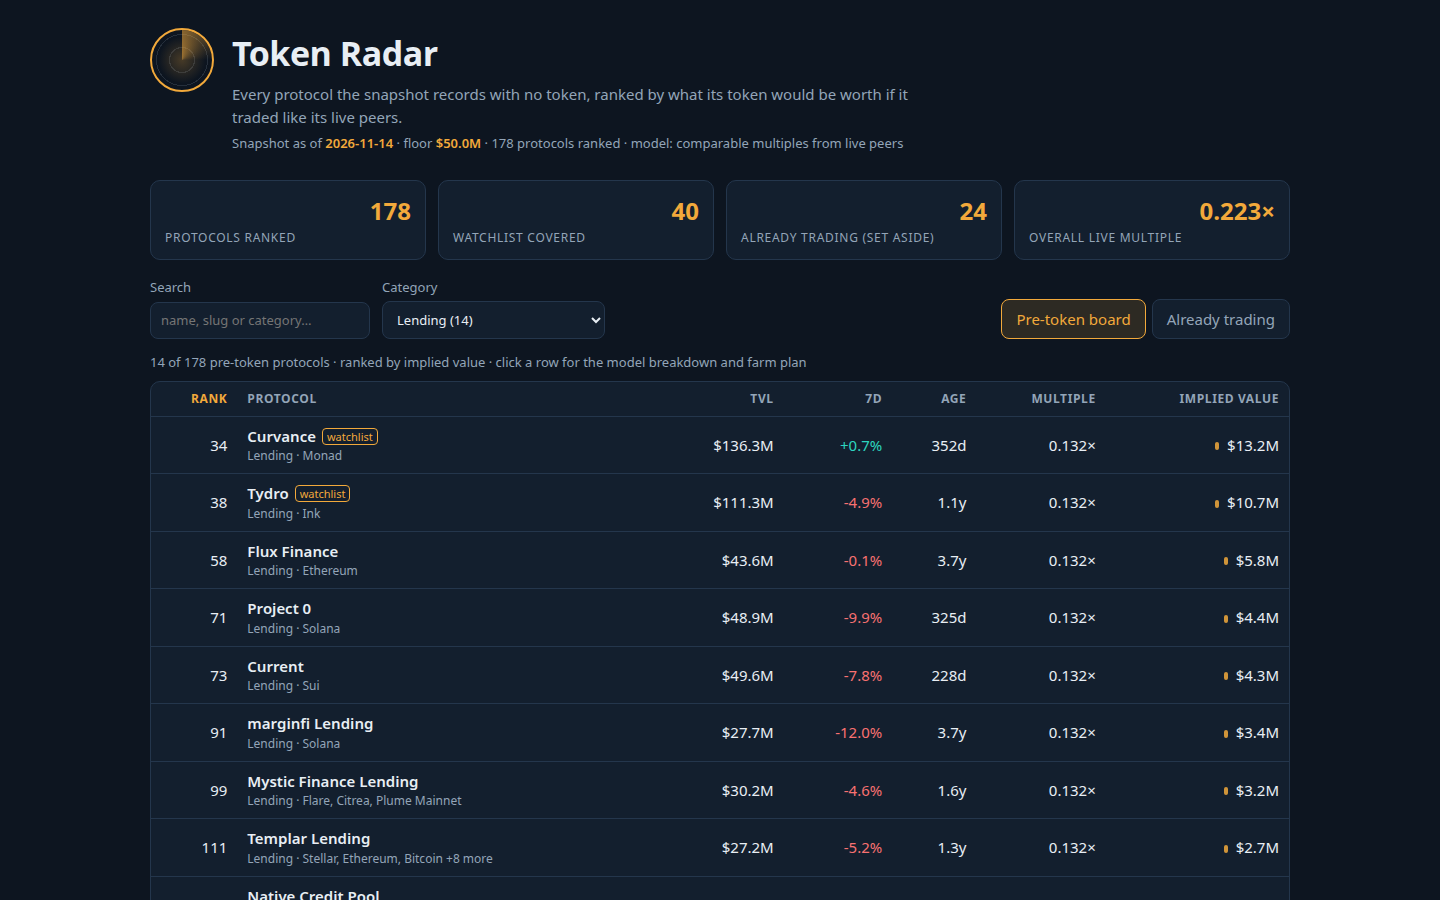 Token Radar
Every protocol the snapshot records with no token, ranked by what its token would be worth if it
traded like its live peers.
Snapshot as of 2026-11-14 · floor $50.0M · 178 protocols ranked · model: comparable multiples from live peers
178
PROTOCOLS RANKED
40
WATCHLIST COVERED
24
ALREADY TRADING (SET ASIDE)
0.223×
OVERALL LIVE MULTIPLE
Search
name, slug or category...
Category
Lending (14)
Pre-token board
Already trading
14 of 178 pre-token protocols · ranked by implied value · click a row for the model breakdown and farm plan
RANK PROTOCOL TVL 7D AGE MULTIPLE IMPLIED VALUE
34 Curvance watchlist $136.3M +0.7% 352d 0.132× $13.2M
Lending · Monad
38 Tydro watchlist $111.3M -4.9% 1.1y 0.132× $10.7M
Lending · Ink
58 Flux Finance $43.6M -0.1% 3.7y 0.132× $5.8M
Lending · Ethereum
71 Project 0 $48.9M -9.9% 325d 0.132× $4.4M
Lending · Solana
73 Current $49.6M -7.8% 228d 0.132× $4.3M
Lending · Sui
91 marginfi Lending $27.7M -12.0% 3.7y 0.132× $3.4M
Lending · Solana
99 Mystic Finance Lending $30.2M -4.6% 1.6y 0.132× $3.2M
Lending · Flare, Citrea, Plume Mainnet
111 Templar Lending $27.2M -5.2% 1.3y 0.132× $2.7M
Lending · Stellar, Ethereum, Bitcoin +8 more
Native Credit Pool